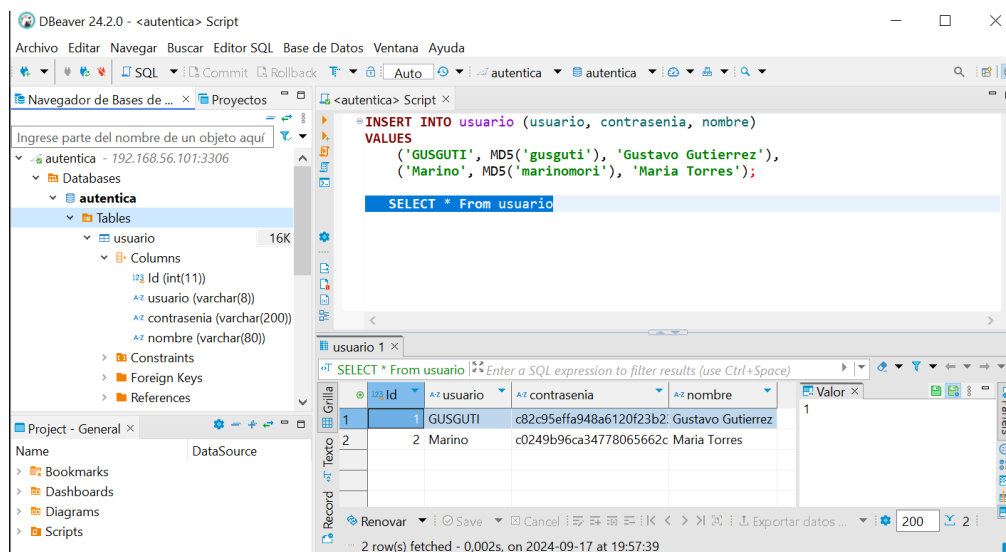 DBeaver 24.2.0 - <autentica> Script
Archivo Editar Navegar Buscar Editor SQL Base de Datos Ventana Ayuda
SQL Commit Rollback Auto autentica autentica
Navegador de Bases de ... Proyectos
<autentica> Script
Ingrese parte del nombre de un objeto aquí
autentica - 192.168.56.101:3306
Databases
autentica
Tables
usuario 16K
Columns
123 Id (int(11))
A-Z usuario (varchar(8))
A-Z contrasenia (varchar(200))
A-Z nombre (varchar(80))
Constraints
Foreign Keys
References
INSERT INTO usuario (usuario, contrasenia, nombre)
VALUES
('GUSGUTI', MD5('gusguti'), 'Gustavo Gutierrez'),
('Marino', MD5('marinomori'), 'Maria Torres');
SELECT * From usuario
Project - General
Name DataSource
Bookmarks
Dashboards
Diagrams
Scripts
usuario 1
SELECT * From usuario Enter a SQL expression to filter results (use Ctrl+Space)
Grilla
Texto
Record
123 Id A-Z usuario A-Z contrasenia A-Z nombre
1 1 GUSGUTI c82c95effa948a6120f23b2 Gustavo Gutierrez
2 2 Marino c0249b96ca34778065662c Maria Torres
Valor
1
Panels
Renovar Save Cancel Exportar datos ... 200 2
2 row(s) fetched - 0,002s, on 2024-09-17 at 19:57:39